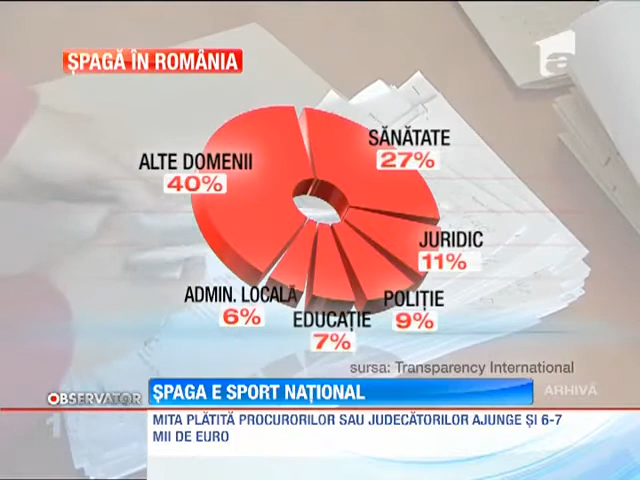 ȘPAGĂ ÎN ROMÂNIA
a
SĂNĂTATE
27%
ALTE DOMENII
40%
JURIDIC
11%
ADMIN. LOCALĂ
6%
POLIȚIE
9%
EDUCAȚIE
7%
sursa: Transparency International
OBSERVATOR
ȘPAGA E SPORT NAȚIONAL
ARHIVĂ
MITA PLĂTITĂ PROCURORILOR SAU JUDECĂTORILOR AJUNGE ȘI 6-7
MII DE EURO